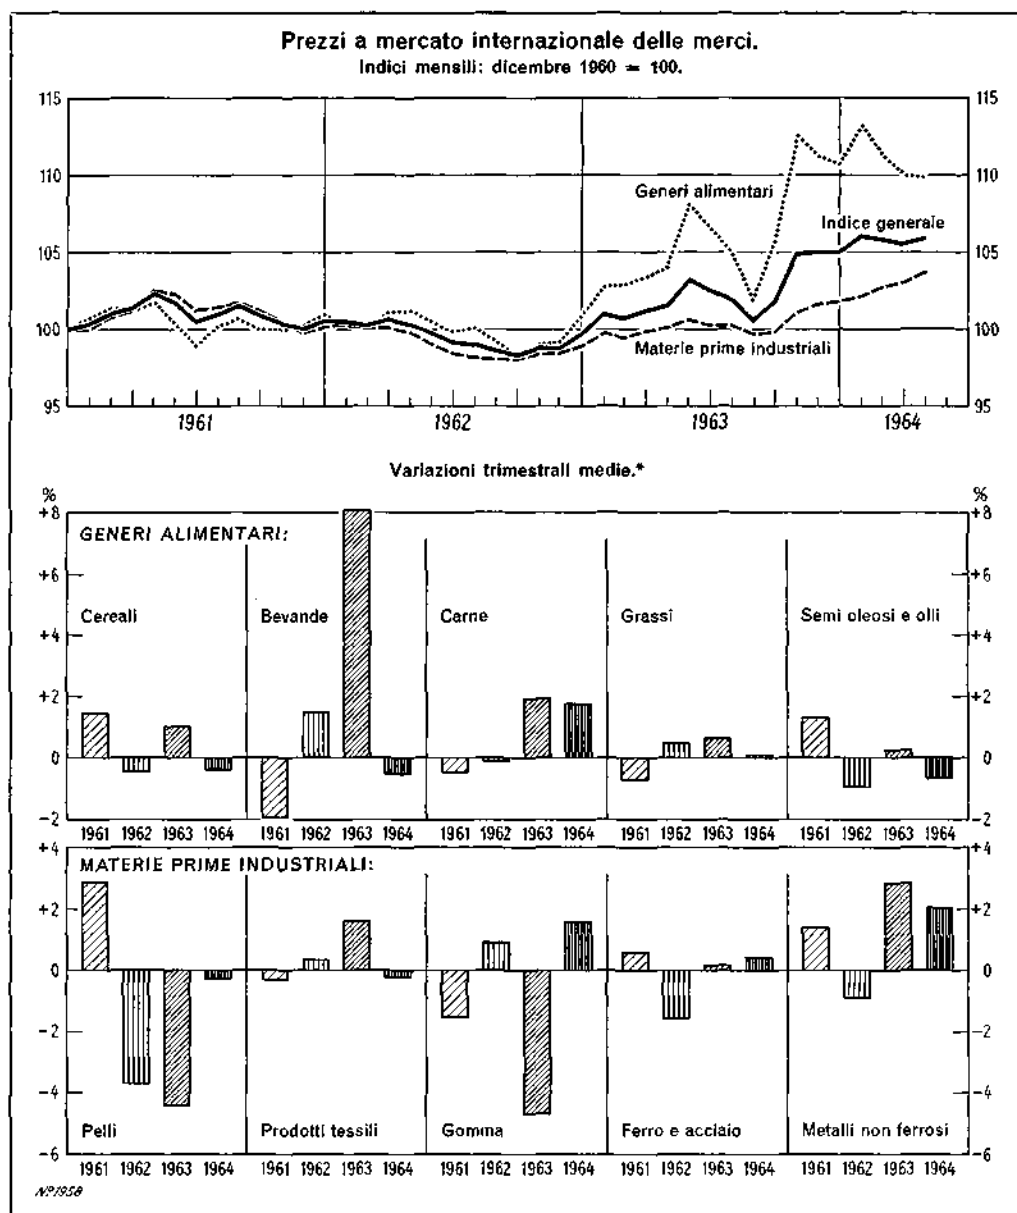 Prezzi a mercato internazionale delle merci.
Indici mensili: dicembre 1960 = 100.
115 115
110 110
Generi alimentari
Indice generale
105 105
100 100
Materie prime industriali
95 95
1961 1962 1963 1964
Variazioni trimestrali medie.*
% %
+8 +8
GENERI ALIMENTARI:
+6 +6
Cereali Bevande Carne Grassi Semi oleosi e olii
+4 +4
+2 +2
0 0
-2 -2
1961 1962 1963 1964 1961 1962 1963 1964 1961 1962 1963 1964 1961 1962 1963 1964 1961 1962 1963 1964
+4 +4
MATERIE PRIME INDUSTRIALI:
+2 +2
0 0
-2 -2
-4 -4
Pelli Prodotti tessili Gomma Ferro e acciaio Metalli non ferrosi
-6 -6
1961 1962 1963 1964 1961 1962 1963 1964 1961 1962 1963 1964 1961 1962 1963 1964 1961 1962 1963 1964
Nº1958